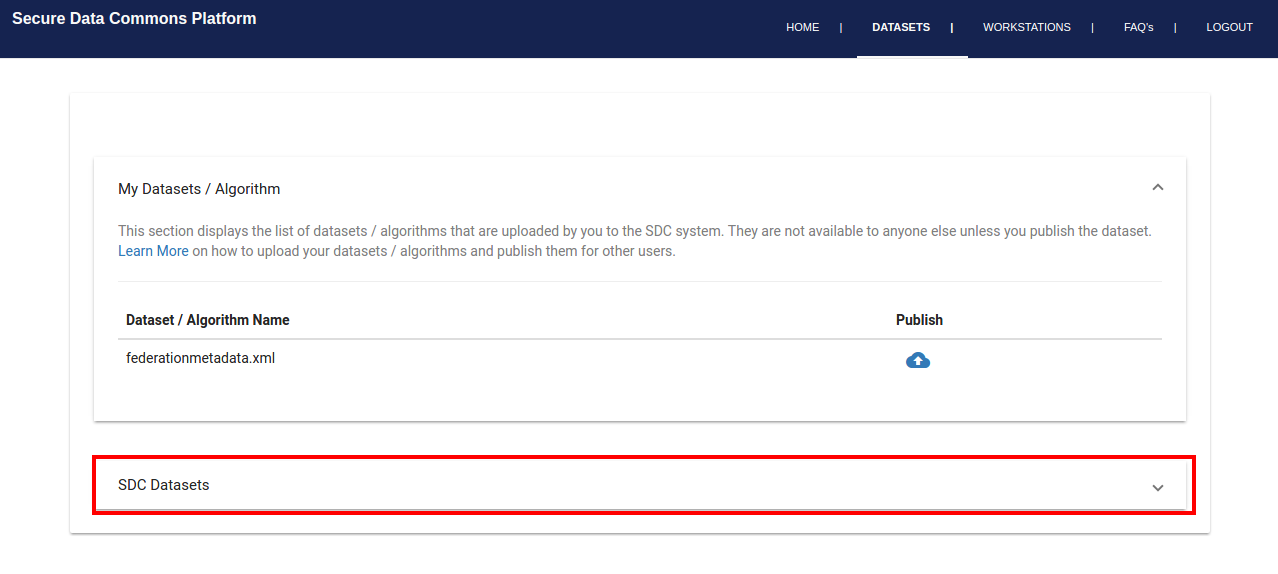 Secure Data Commons Platform
HOME | DATASETS | WORKSTATIONS | FAQ's | LOGOUT
My Datasets / Algorithm
This section displays the list of datasets / algorithms that are uploaded by you to the SDC system. They are not available to anyone else unless you publish the dataset.
Learn More on how to upload your datasets / algorithms and publish them for other users.
Dataset / Algorithm Name Publish
federationmetadata.xml
SDC Datasets